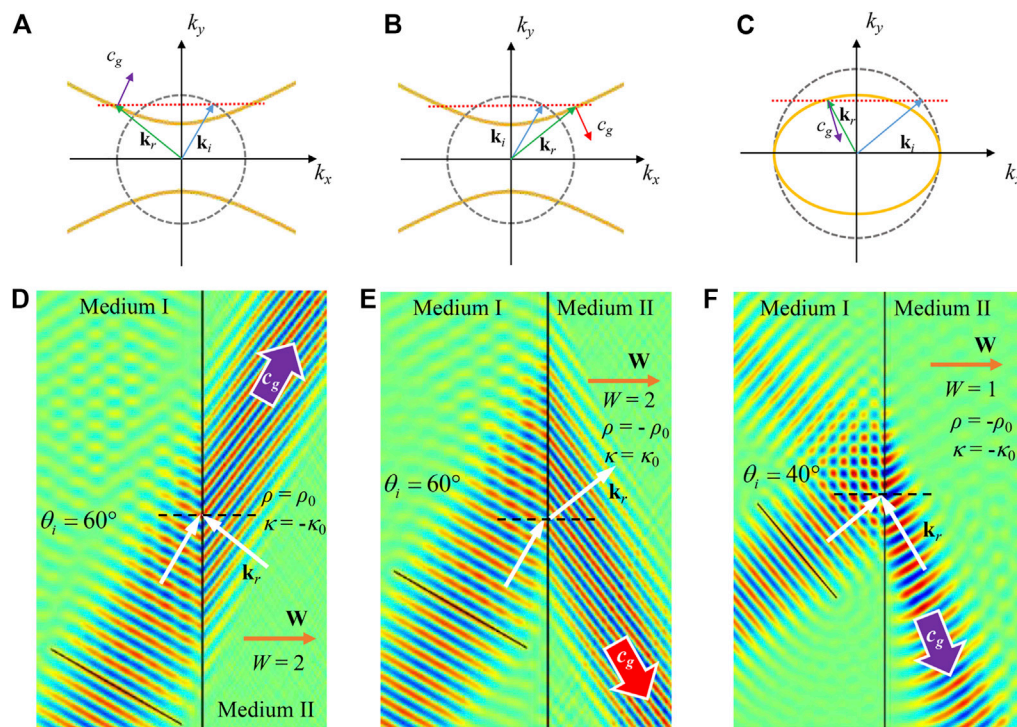 A
k_y
c_g
k_r
k_i
k_x
B
k_y
k_i
k_r
c_g
k_x
C
k_y
k_r
c_g
k_i
k_x
D
Medium I
c_g
θ_i = 60°
ρ = ρ_0
κ = -κ_0
k_r
W
W = 2
Medium II
E
Medium I
Medium II
W
W = 2
ρ = - ρ_0
κ = κ_0
θ_i = 60°
k_r
c_g
F
Medium I
Medium II
W
W = 1
ρ = -ρ_0
κ = -κ_0
θ_i = 40°
k_r
c_g